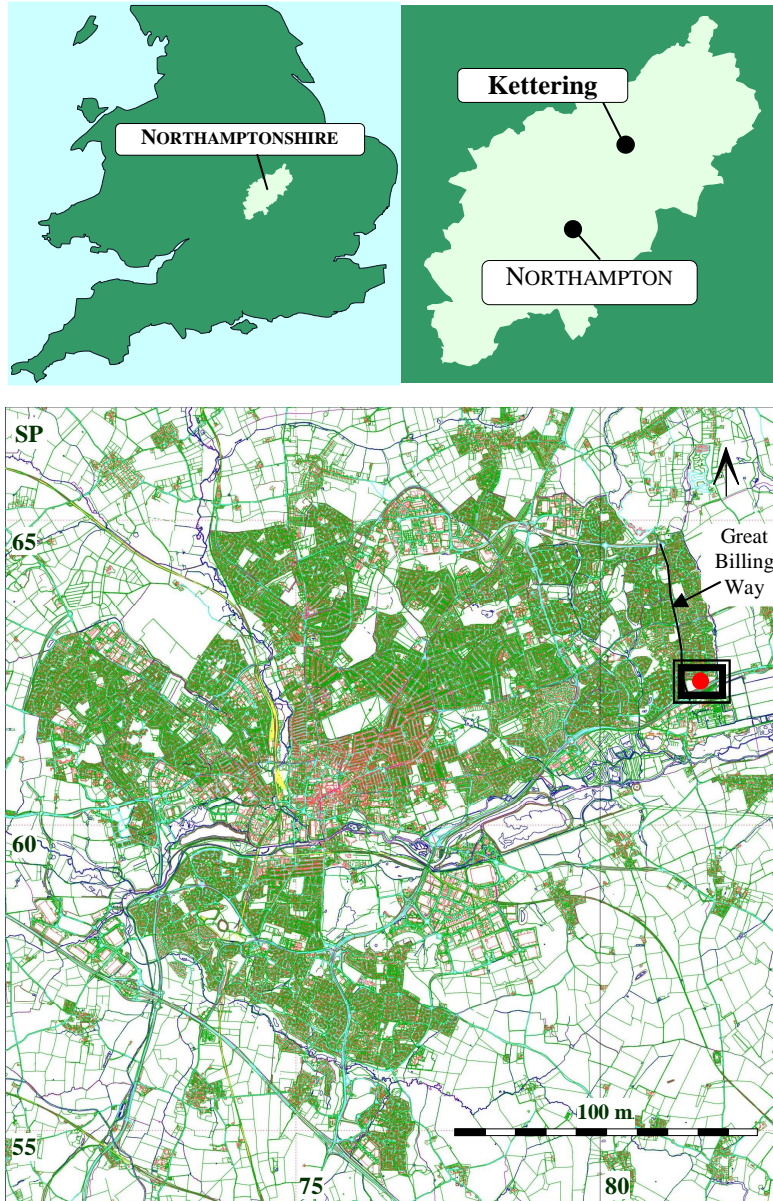 NORTHAMPTONSHIRE
Kettering
NORTHAMPTON
SP
65
Great
Billing
Way
60
100 m
55
75
80